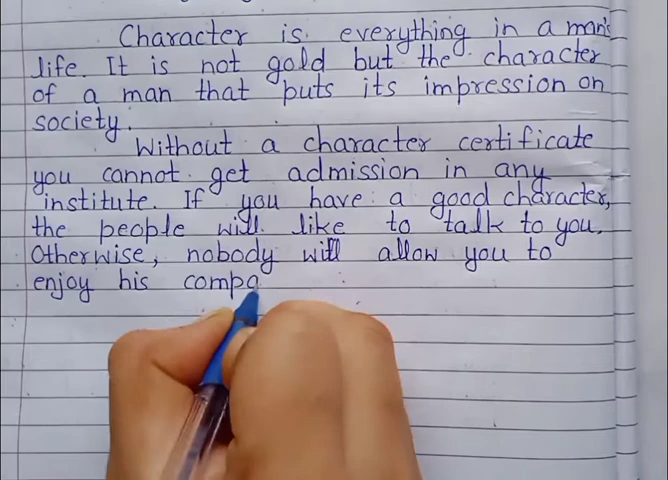 Character is everything in a man's
life. It is not gold but the character
of a man that puts its impression on
society.
Without a character certificate
you cannot get admission in any
institute. If you have a good character,
the people will like to talk to you.
Otherwise, nobody will allow you to
enjoy his compa